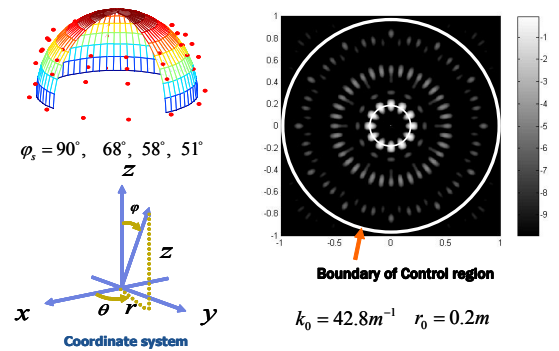 φs = 90°, 68°, 58°, 51°
z
φ
z
x
θ
r
y
Coordinate system
1
0.8
0.6
0.4
0.2
0
-0.2
-0.4
-0.6
-0.8
-1
-1 -0.5 0 0.5 1
-1
-2
-3
-4
-5
-6
-7
-8
-9
Boundary of Control region
k₀ = 42.8m⁻¹ r₀ = 0.2m